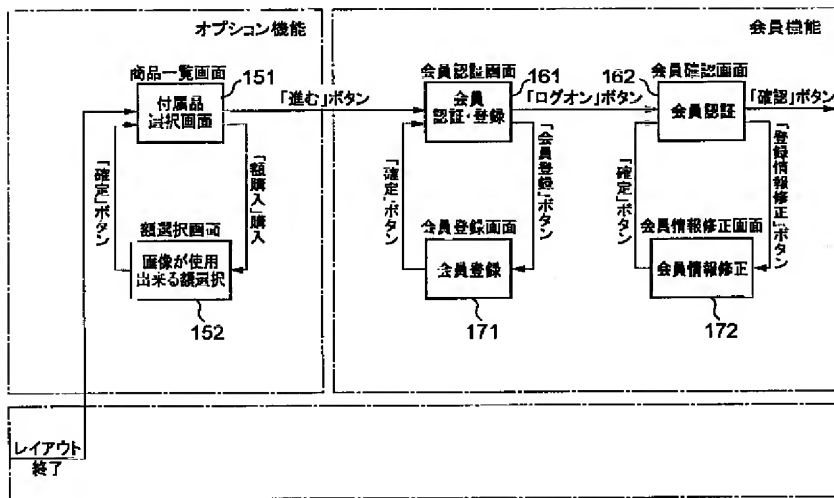 オプション機能
商品一覧画面
151
付属品
選択画面
「進む」ボタン
「確定」ボタン
「額購入」購入
額選択画面
画像が使用
出来る額選択
152
会員機能
会員認証画面
161
会員
認証・登録
「ログオン」ボタン
162
会員確認画面
会員認証
「確認」ボタン
「確定」ボタン
「会員登録」ボタン
会員登録画面
会員登録
171
「確定」ボタン
「登録情報修正」ボタン
会員情報修正画面
会員情報修正
172
レイアウト
終了